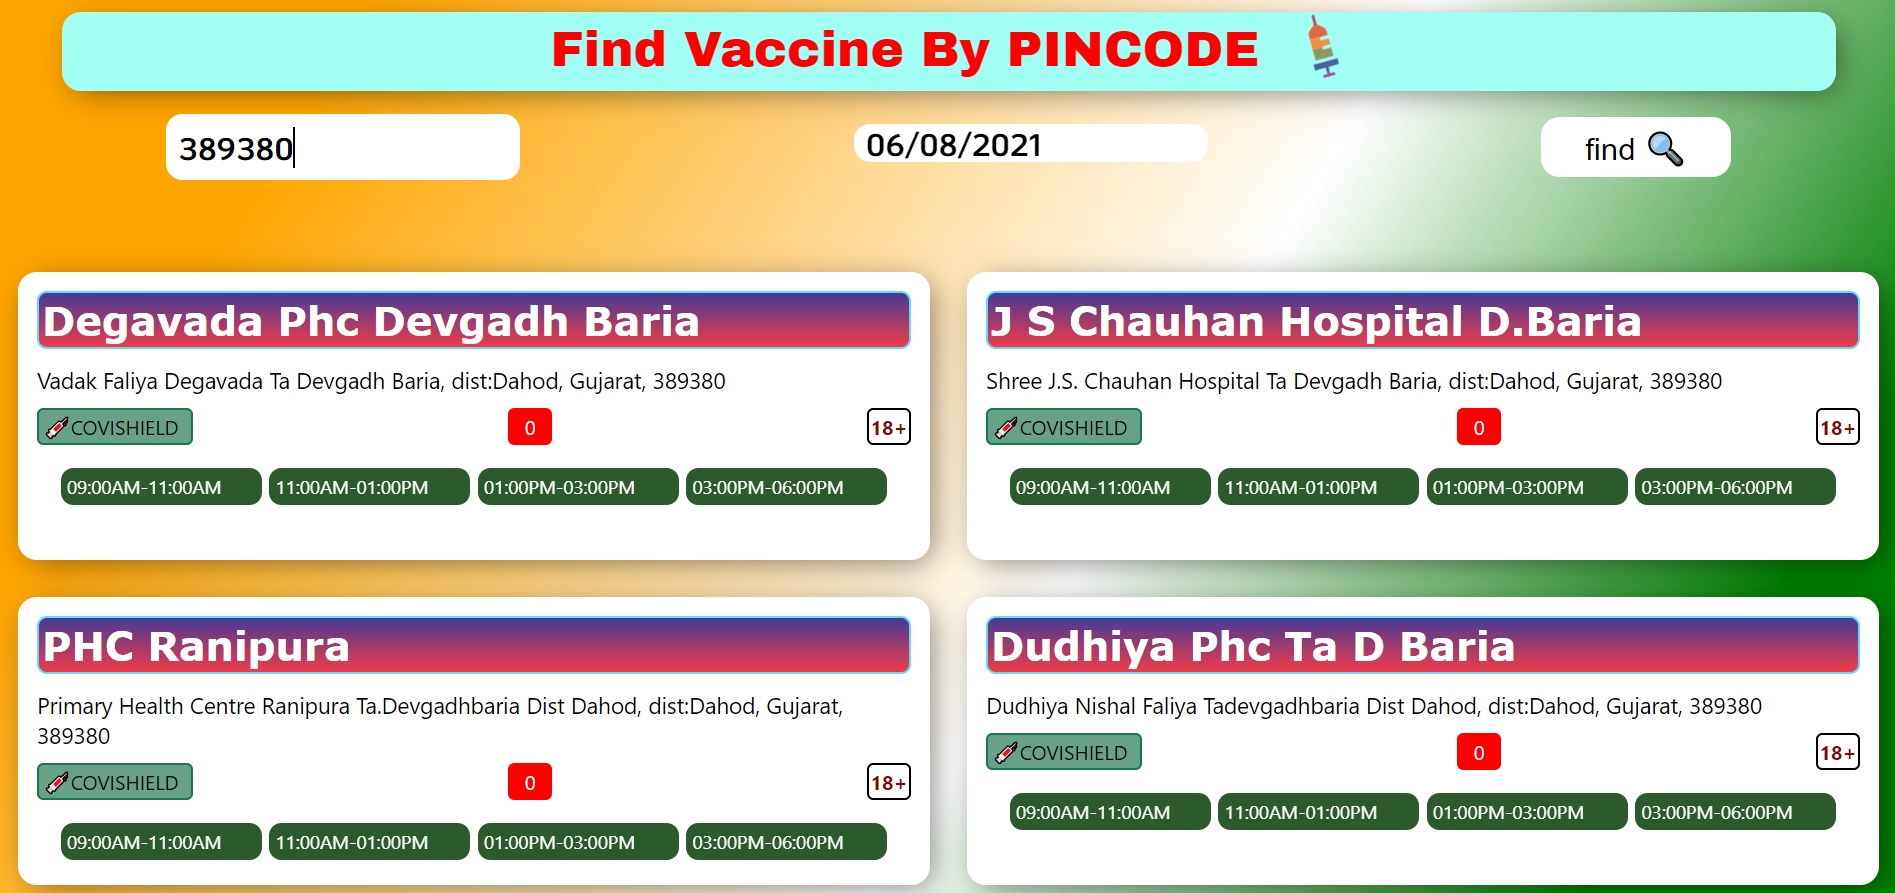 Find Vaccine By PINCODE
389380
06/08/2021
find
Degavada Phc Devgadh Baria
Vadak Faliya Degavada Ta Devgadh Baria, dist:Dahod, Gujarat, 389380
COVISHIELD 0 18+
09:00AM-11:00AM 11:00AM-01:00PM 01:00PM-03:00PM 03:00PM-06:00PM
J S Chauhan Hospital D.Baria
Shree J.S. Chauhan Hospital Ta Devgadh Baria, dist:Dahod, Gujarat, 389380
COVISHIELD 0 18+
09:00AM-11:00AM 11:00AM-01:00PM 01:00PM-03:00PM 03:00PM-06:00PM
PHC Ranipura
Primary Health Centre Ranipura Ta.Devgadhbaria Dist Dahod, dist:Dahod, Gujarat,
389380
COVISHIELD 0 18+
09:00AM-11:00AM 11:00AM-01:00PM 01:00PM-03:00PM 03:00PM-06:00PM
Dudhiya Phc Ta D Baria
Dudhiya Nishal Faliya Tadevgadhbaria Dist Dahod, dist:Dahod, Gujarat, 389380
COVISHIELD 0 18+
09:00AM-11:00AM 11:00AM-01:00PM 01:00PM-03:00PM 03:00PM-06:00PM